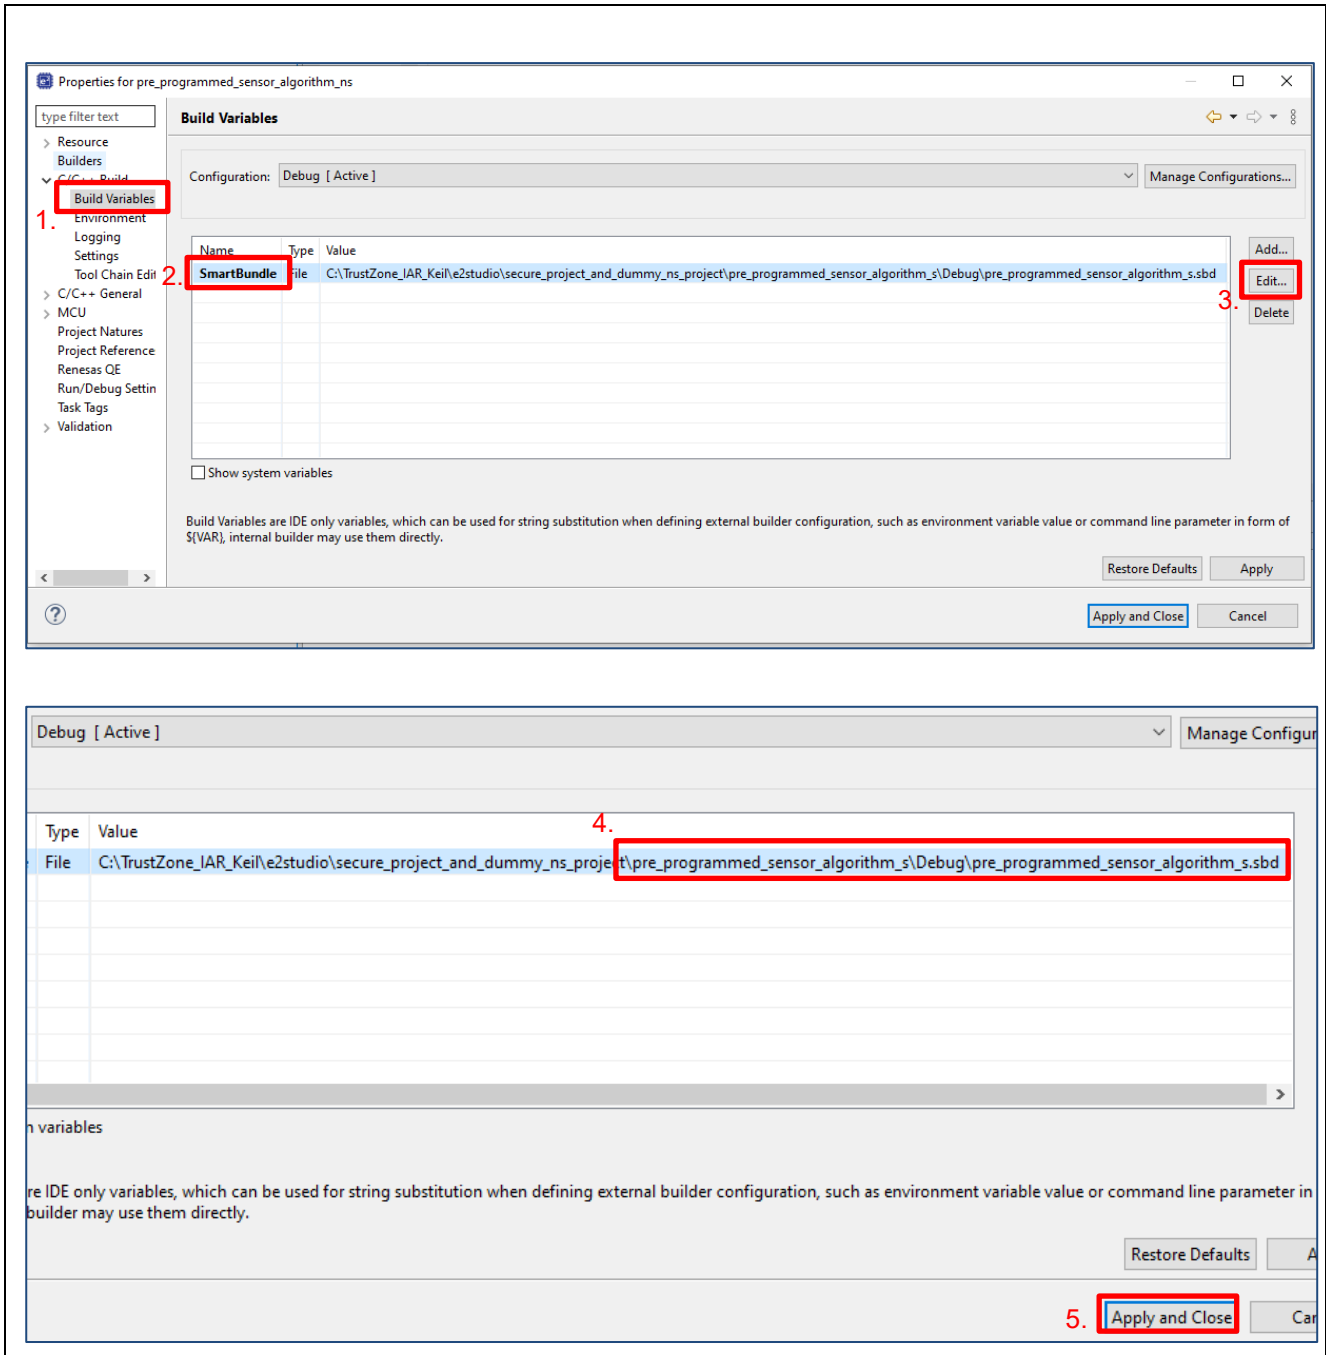 Properties for pre_programmed_sensor_algorithm_ns
type filter text
Build Variables
Resource
Builders
C/C++ Build
Configuration: Debug [ Active ] Manage Configurations...
1. Build Variables
Environment
Logging
Settings
Tool Chain Edit
C/C++ General
MCU
Project Natures
Project Reference
Renesas QE
Run/Debug Settin
Task Tags
Validation
Name Type Value
2. SmartBundle File C:\TrustZone_IAR_Keil\e2studio\secure_project_and_dummy_ns_project\pre_programmed_sensor_algorithm_s\Debug\pre_programmed_sensor_algorithm_s.sbd
Add...
3. Edit...
Delete
Show system variables
Build Variables are IDE only variables, which can be used for string substitution when defining external builder configuration, such as environment variable value or command line parameter in form of
${VAR}, internal builder may use them directly.
Restore Defaults Apply
Apply and Close Cancel
Debug [ Active ] Manage Configur
Type Value
4.
File C:\TrustZone_IAR_Keil\e2studio\secure_project_and_dummy_ns_project\pre_programmed_sensor_algorithm_s\Debug\pre_programmed_sensor_algorithm_s.sbd
variables
re IDE only variables, which can be used for string substitution when defining external builder configuration, such as environment variable value or command line parameter in
builder may use them directly.
Restore Defaults A
5. Apply and Close Car